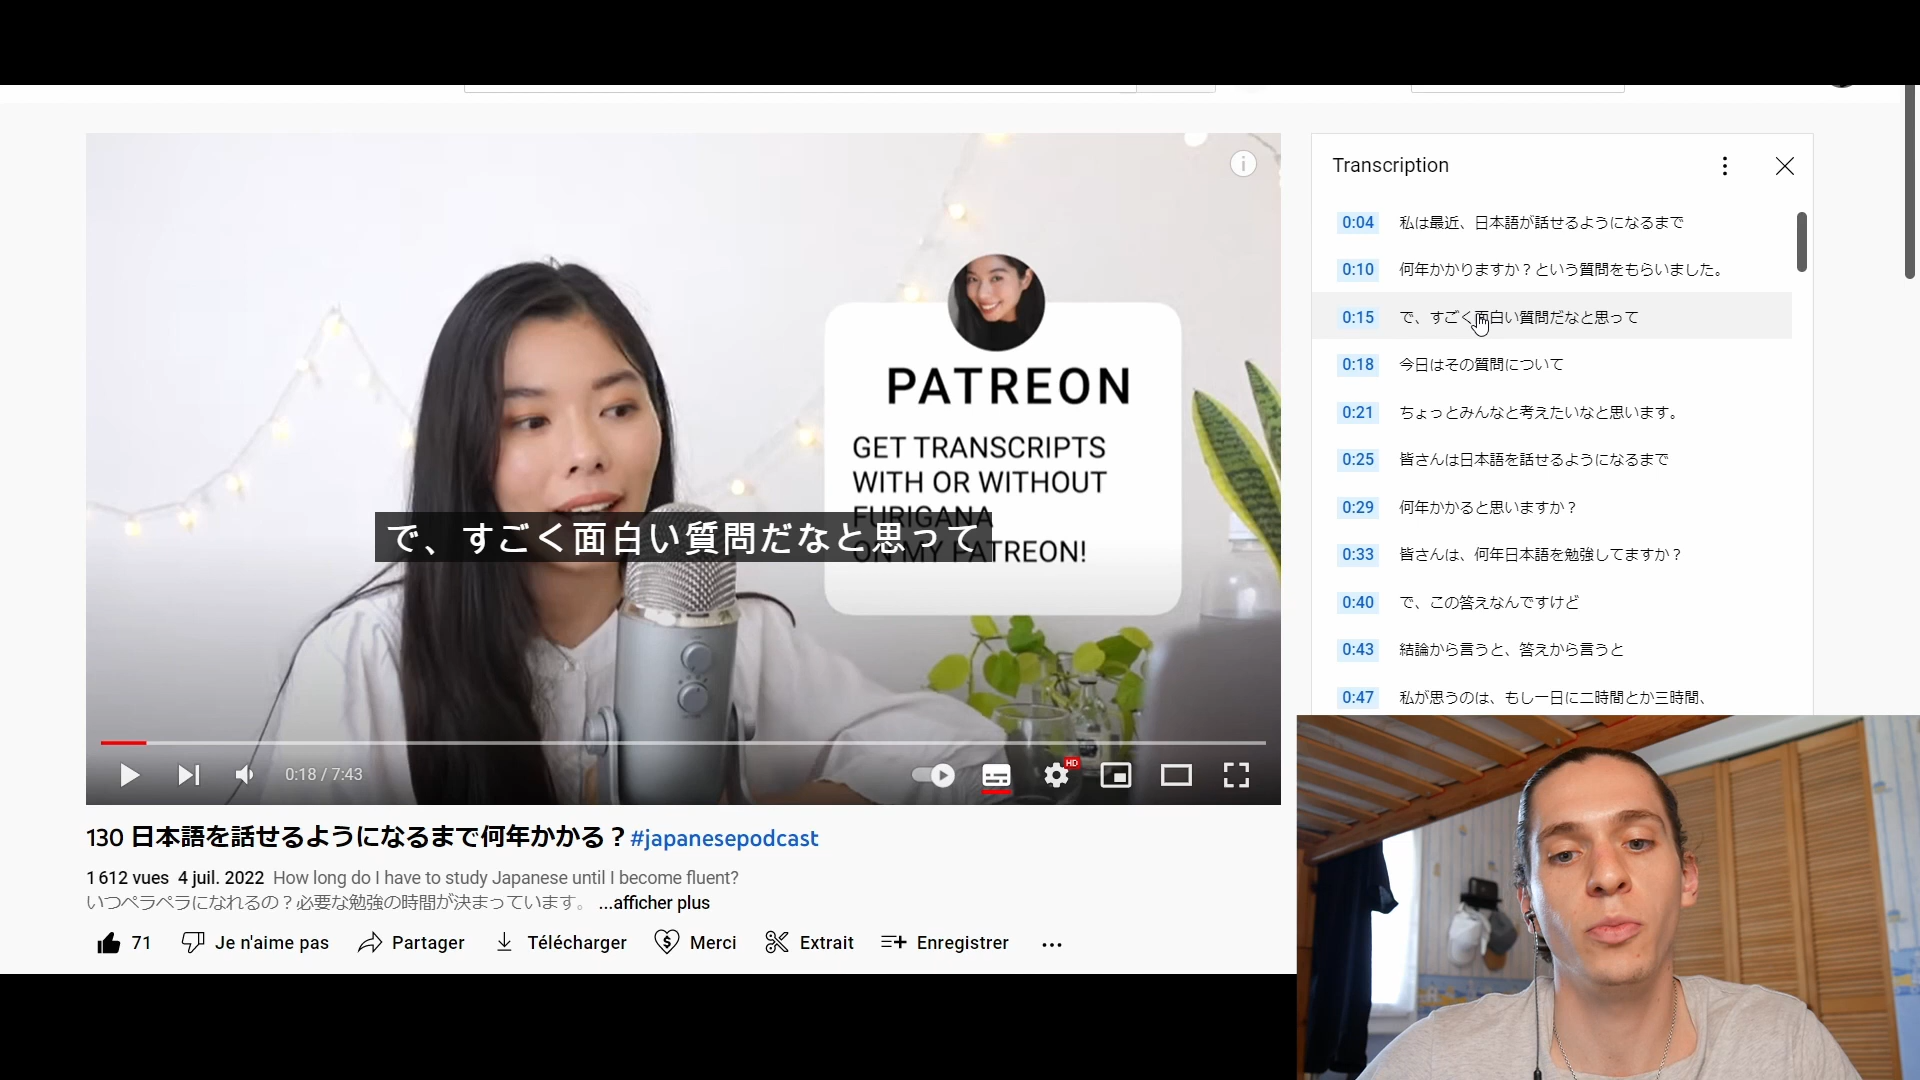 PATREON
GET TRANSCRIPTS
WITH OR WITHOUT
FURIGANA
ON MY PATREON!
で、すごく面白い質問だなと思って
0:18 / 7:43
HD
130 日本語を話せるようになるまで何年かかる？#japanesepodcast
1 612 vues 4 juil. 2022 How long do I have to study Japanese until I become fluent?
いつペラペラになれるの？必要な勉強の時間が決まっています。 ...afficher plus
71 Je n'aime pas Partager Télécharger Merci Extrait Enregistrer
Transcription
0:04 私は最近、日本語が話せるようになるまで
0:10 何年かかりますか？という質問をもらいました。
0:15 で、すごく面白い質問だなと思って
0:18 今日はその質問について
0:21 ちょっとみんなと考えたいなと思います。
0:25 皆さんは日本語を話せるようになるまで
0:29 何年かかると思いますか？
0:33 皆さんは、何年日本語を勉強してますか？
0:40 で、この答えなんですけど
0:43 結論から言うと、答えから言うと
0:47 私が思うのは、もし一日に二時間とか三時間、